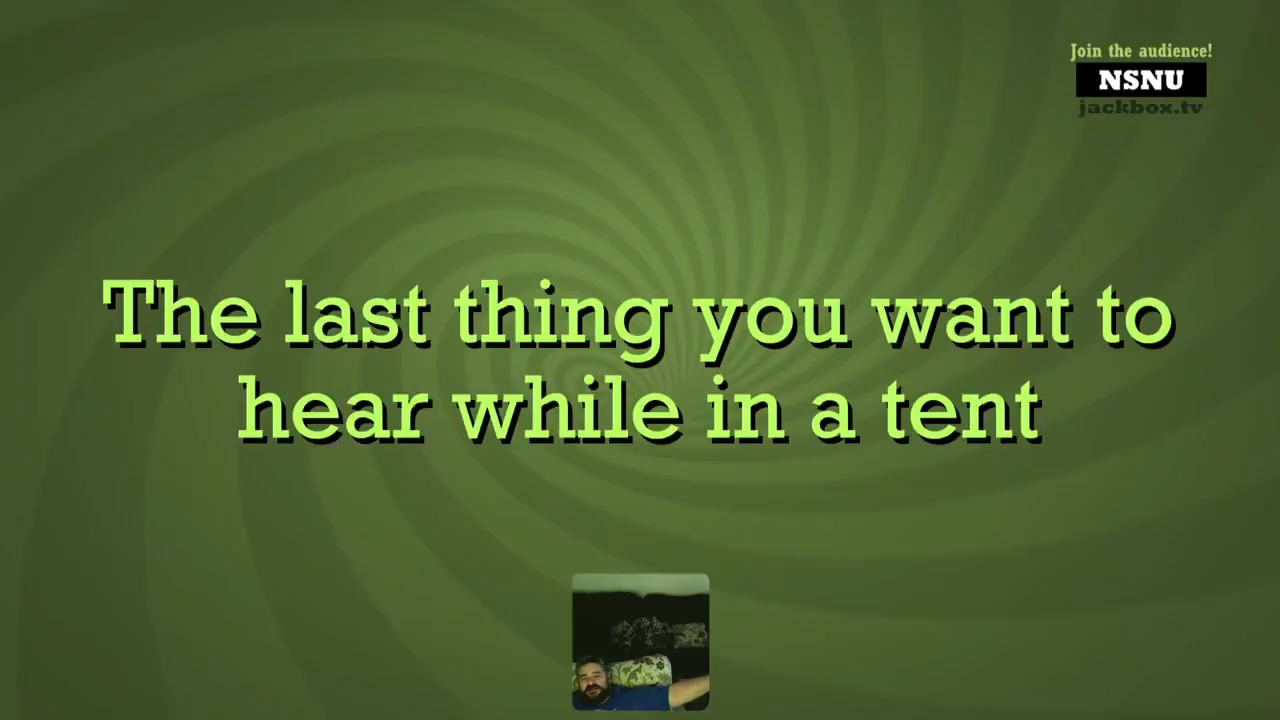 Join the audience!
NSNU
jackbox.tv
The last thing you want to
hear while in a tent